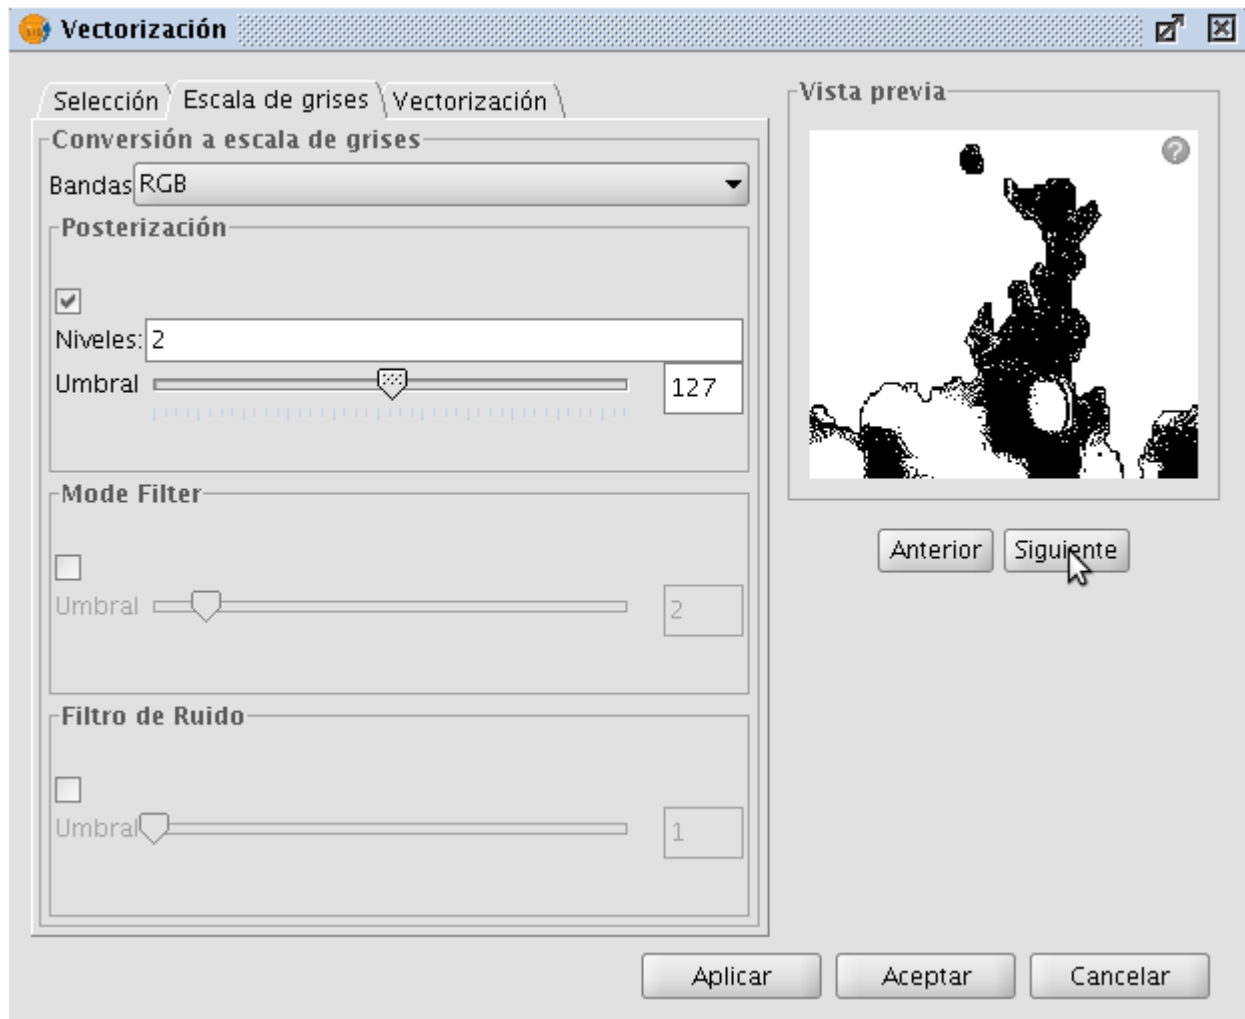 Vectorización
Selección Escala de grises Vectorización
Conversión a escala de grises
Bandas RGB
Posterización
Niveles: 2
Umbral 127
Mode Filter
Umbral 2
Filtro de Ruido
Umbral 1
Vista previa
?
Anterior Siguiente
Aplicar Aceptar Cancelar